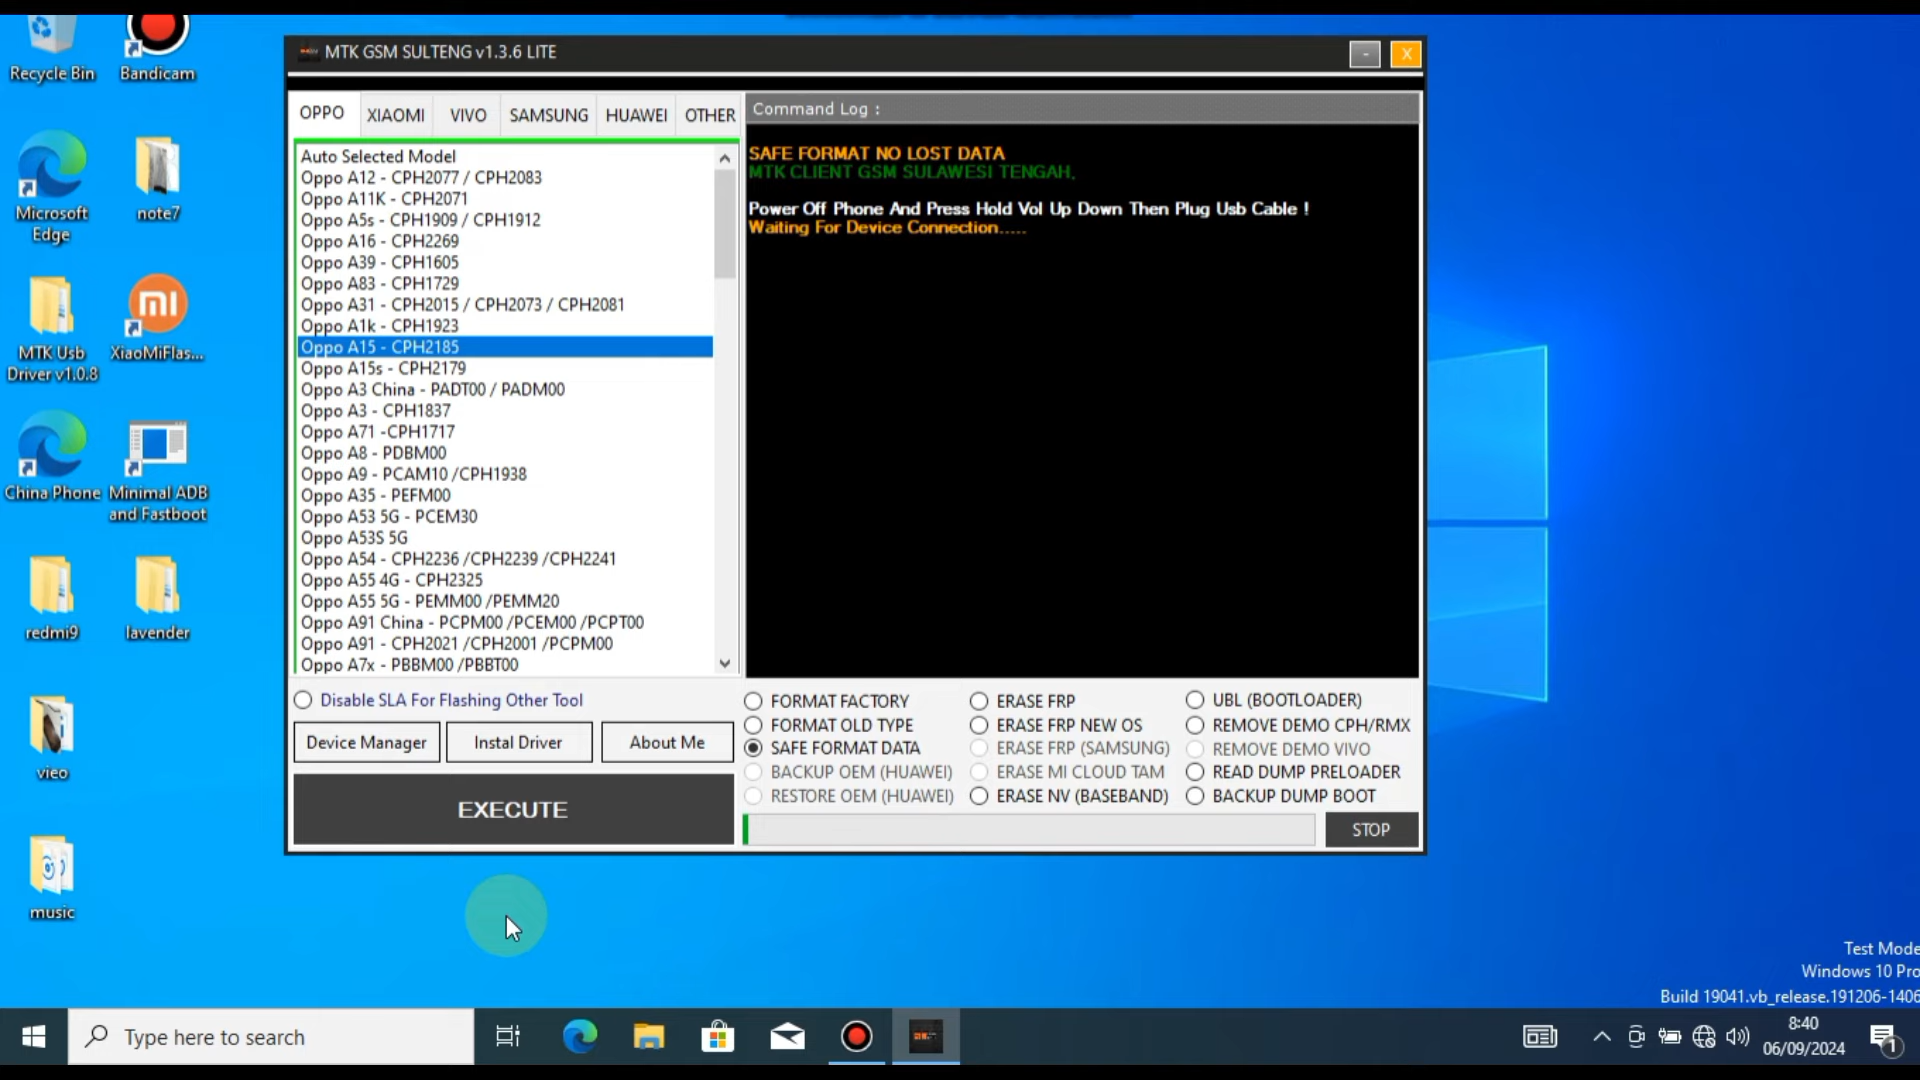 Recycle Bin
Bandicam
Microsoft
Edge
note7
MTK Usb
Driver v1.0.8
XiaoMiFlas...
China Phone
Minimal ADB
and Fastboot
redmi9
lavender
vieo
music
MTK GSM SULTENG v1.3.6 LITE
-
X
OPPO
XIAOMI
VIVO
SAMSUNG
HUAWEI
OTHER
Auto Selected Model
Oppo A12 - CPH2077 / CPH2083
Oppo A11K - CPH2071
Oppo A5s - CPH1909 / CPH1912
Oppo A16 - CPH2269
Oppo A39 - CPH1605
Oppo A83 - CPH1729
Oppo A31 - CPH2015 / CPH2073 / CPH2081
Oppo A1k - CPH1923
Oppo A15 - CPH2185
Oppo A15s - CPH2179
Oppo A3 China - PADT00 / PADM00
Oppo A3 - CPH1837
Oppo A71 -CPH1717
Oppo A8 - PDBM00
Oppo A9 - PCAM10 /CPH1938
Oppo A35 - PEFM00
Oppo A53 5G - PCEM30
Oppo A53S 5G
Oppo A54 - CPH2236 /CPH2239 /CPH2241
Oppo A55 4G - CPH2325
Oppo A55 5G - PEMM00 /PEMM20
Oppo A91 China - PCPM00 /PCEM00 /PCPT00
Oppo A91 - CPH2021 /CPH2001 /PCPM00
Oppo A7x - PBBM00 /PBBT00
Disable SLA For Flashing Other Tool
Device Manager
Instal Driver
About Me
EXECUTE
Command Log :
SAFE FORMAT NO LOST DATA
MTK CLIENT GSM SULAWESI TENGAH,
Power Off Phone And Press Hold Vol Up Down Then Plug Usb Cable !
Waiting For Device Connection.....
FORMAT FACTORY
FORMAT OLD TYPE
SAFE FORMAT DATA
BACKUP OEM (HUAWEI)
RESTORE OEM (HUAWEI)
ERASE FRP
ERASE FRP NEW OS
ERASE FRP (SAMSUNG)
ERASE MI CLOUD TAM
ERASE NV (BASEBAND)
UBL (BOOTLOADER)
REMOVE DEMO CPH/RMX
REMOVE DEMO VIVO
READ DUMP PRELOADER
BACKUP DUMP BOOT
STOP
Test Mode
Windows 10 Pro
Build 19041.vb_release.191206-1406
Type here to search
8:40
06/09/2024
1